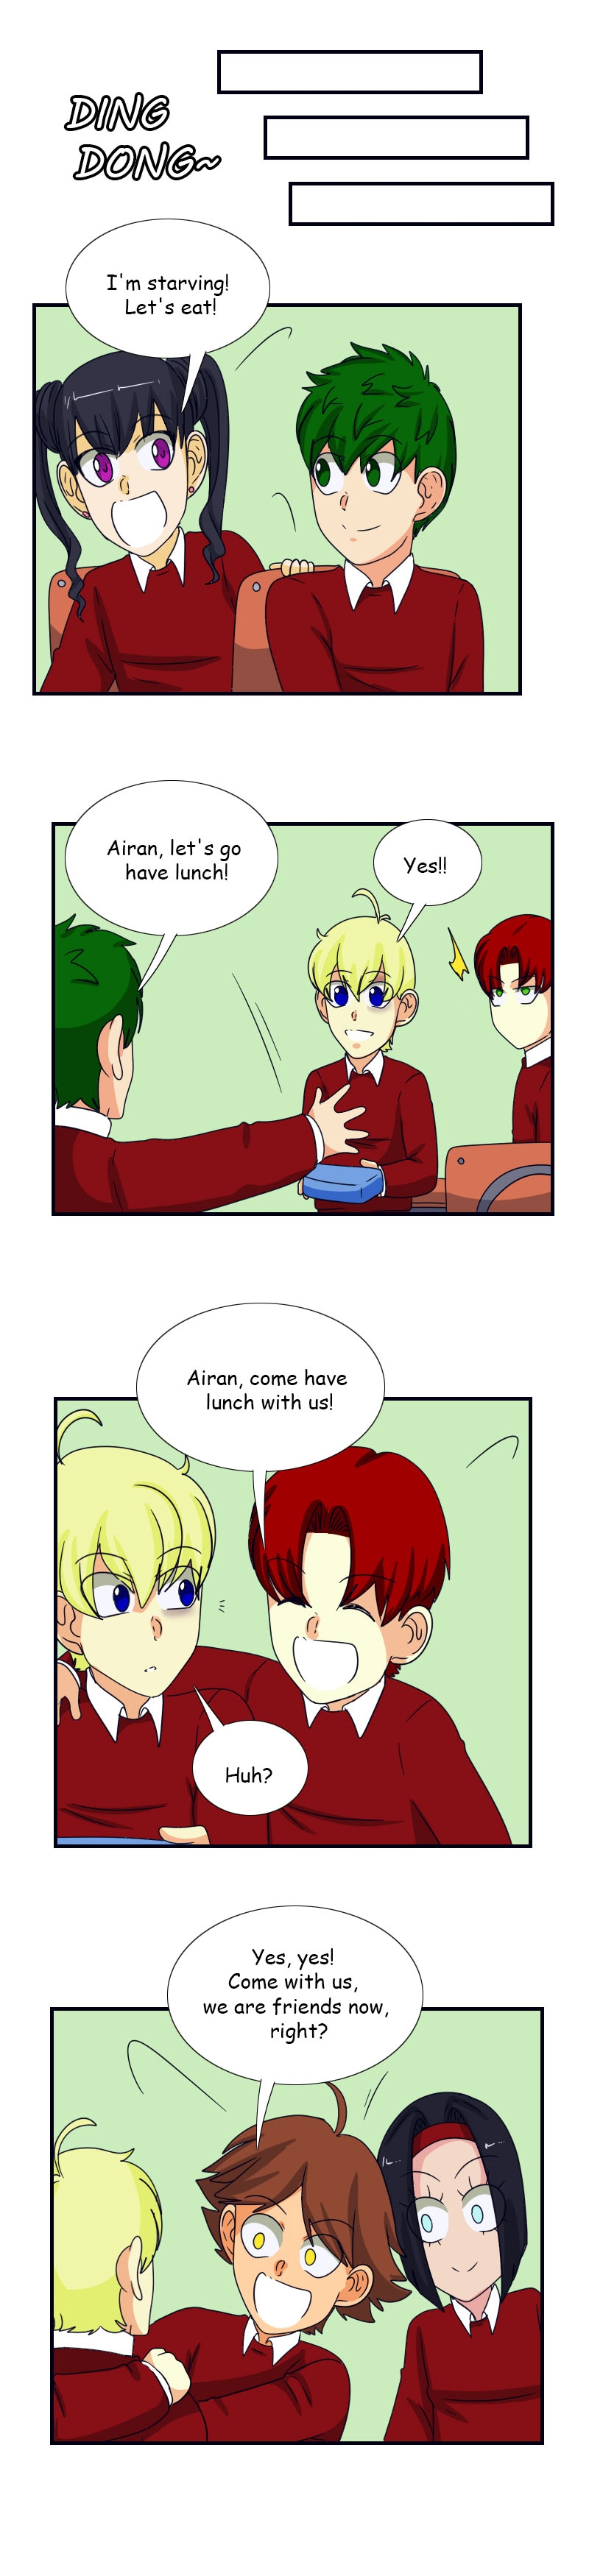 DING
DONG~
I'm starving!
Let's eat!
Airan, let's go
have lunch!
Yes!!
Airan, come have
lunch with us!
Huh?
Yes, yes!
Come with us,
we are friends now,
right?